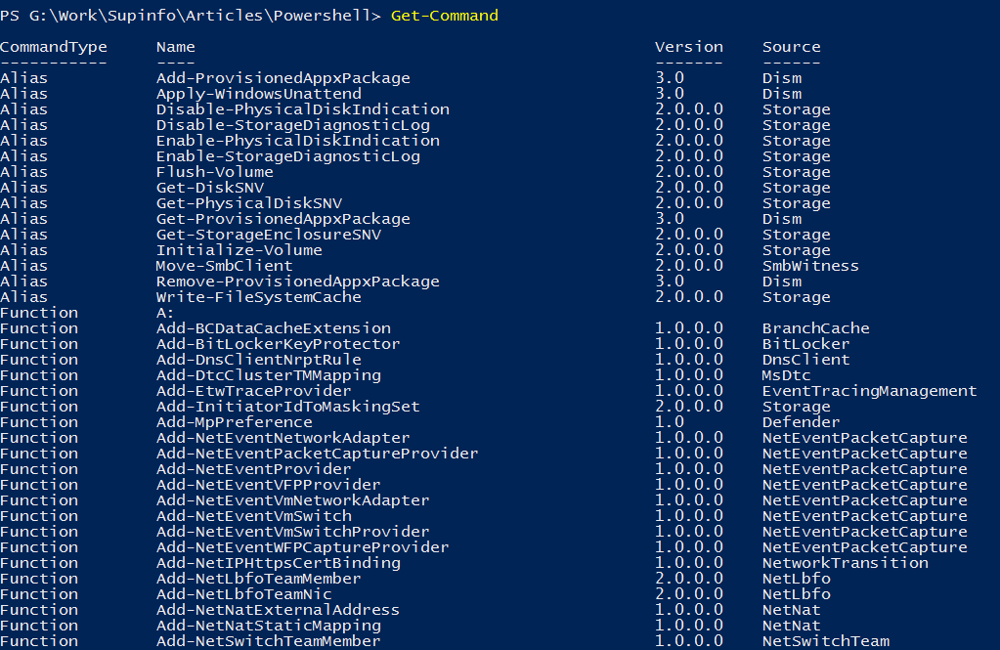 PS G:\Work\Supinfo\Articles\Powershell> Get-Command
CommandType Name Version Source
----------- ---- ------- ------
Alias Add-ProvisionedAppxPackage 3.0 Dism
Alias Apply-WindowsUnattend 3.0 Dism
Alias Disable-PhysicalDiskIndication 2.0.0.0 Storage
Alias Disable-StorageDiagnosticLog 2.0.0.0 Storage
Alias Enable-PhysicalDiskIndication 2.0.0.0 Storage
Alias Enable-StorageDiagnosticLog 2.0.0.0 Storage
Alias Flush-Volume 2.0.0.0 Storage
Alias Get-DiskSNV 2.0.0.0 Storage
Alias Get-PhysicalDiskSNV 2.0.0.0 Storage
Alias Get-ProvisionedAppxPackage 3.0 Dism
Alias Get-StorageEnclosureSNV 2.0.0.0 Storage
Alias Initialize-Volume 2.0.0.0 Storage
Alias Move-SmbClient 2.0.0.0 SmbWitness
Alias Remove-ProvisionedAppxPackage 3.0 Dism
Alias Write-FileSystemCache 2.0.0.0 Storage
Function A:
Function Add-BCDataCacheExtension 1.0.0.0 BranchCache
Function Add-BitLockerKeyProtector 1.0.0.0 BitLocker
Function Add-DnsClientNrptRule 1.0.0.0 DnsClient
Function Add-DtcClusterTMMapping 1.0.0.0 MsDtc
Function Add-EtwTraceProvider 1.0.0.0 EventTracingManagement
Function Add-InitiatorIdToMaskingSet 2.0.0.0 Storage
Function Add-MpPreference 1.0 Defender
Function Add-NetEventNetworkAdapter 1.0.0.0 NetEventPacketCapture
Function Add-NetEventPacketCaptureProvider 1.0.0.0 NetEventPacketCapture
Function Add-NetEventProvider 1.0.0.0 NetEventPacketCapture
Function Add-NetEventVFPProvider 1.0.0.0 NetEventPacketCapture
Function Add-NetEventVmNetworkAdapter 1.0.0.0 NetEventPacketCapture
Function Add-NetEventVmSwitch 1.0.0.0 NetEventPacketCapture
Function Add-NetEventVmSwitchProvider 1.0.0.0 NetEventPacketCapture
Function Add-NetEventWFPCaptureProvider 1.0.0.0 NetEventPacketCapture
Function Add-NetIPHttpsCertBinding 1.0.0.0 NetworkTransition
Function Add-NetLbfoTeamMember 2.0.0.0 NetLbfo
Function Add-NetLbfoTeamNic 2.0.0.0 NetLbfo
Function Add-NetNatExternalAddress 1.0.0.0 NetNat
Function Add-NetNatStaticMapping 1.0.0.0 NetNat
Function Add-NetSwitchTeamMember 1.0.0.0 NetSwitchTeam